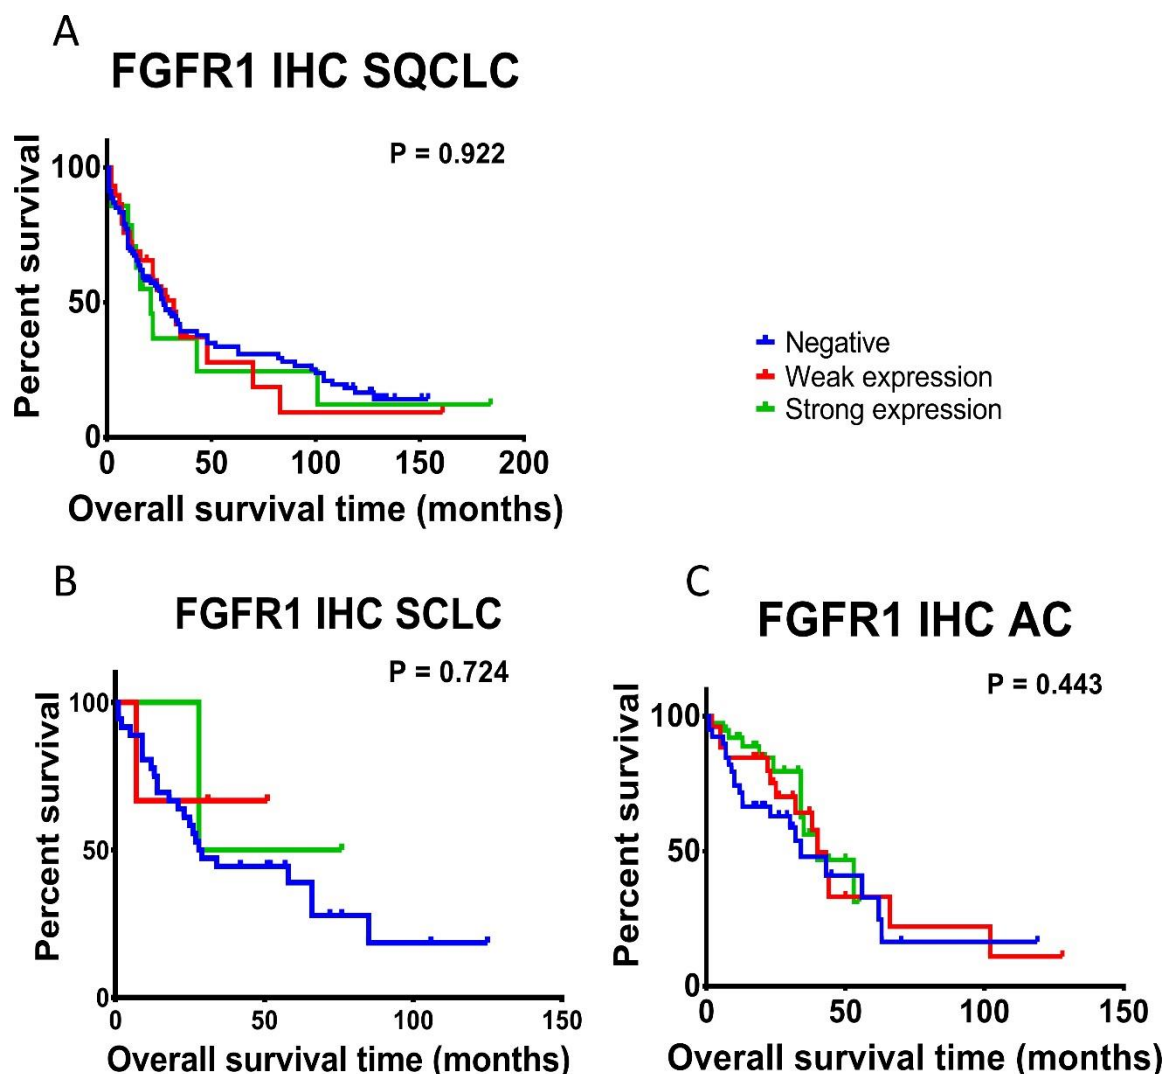 A
FGFR1 IHC SQCLC
P = 0.922
Percent survival
100
50
0
0 50 100 150 200
Overall survival time (months)
Negative
Weak expression
Strong expression
B
FGFR1 IHC SCLC
P = 0.724
Percent survival
100
50
0
0 50 100 150
Overall survival time (months)
C
FGFR1 IHC AC
P = 0.443
Percent survival
100
50
0
0 50 100 150
Overall survival time (months)